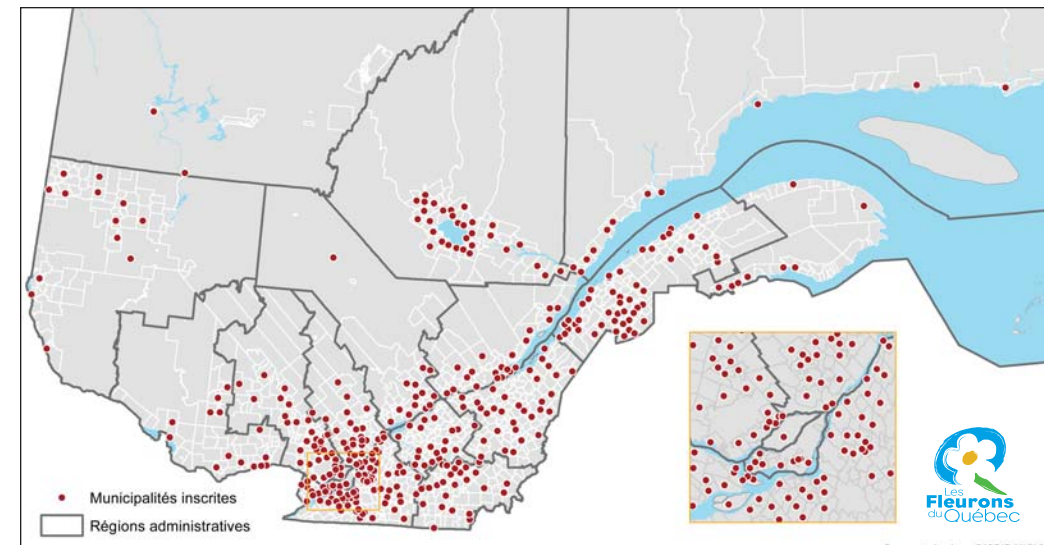 Municipalités inscrites
Régions administratives
Les
Fleurons
du Québec